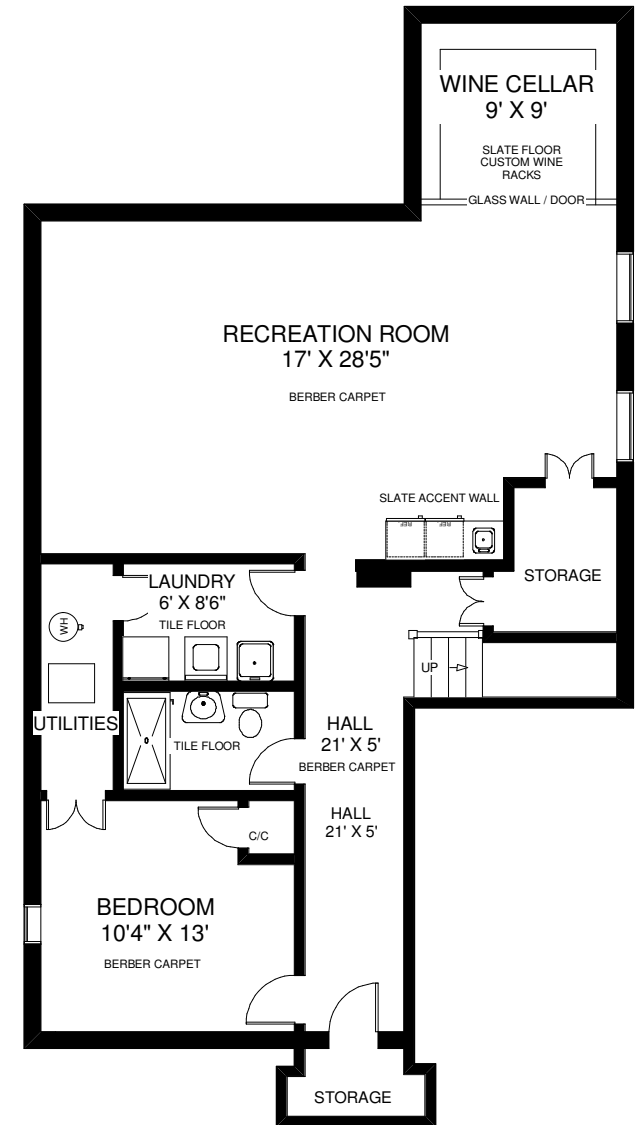 WINE CELLAR
9' X 9'
SLATE FLOOR
CUSTOM WINE
RACKS
GLASS WALL / DOOR
RECREATION ROOM
17' X 28'5"
BERBER CARPET
SLATE ACCENT WALL
REF
REF
STORAGE
LAUNDRY
6' X 8'6"
TILE FLOOR
WH
UP
UTILITIES
TILE FLOOR
HALL
21' X 5'
BERBER CARPET
HALL
21' X 5'
C/C
BEDROOM
10'4" X 13'
BERBER CARPET
STORAGE